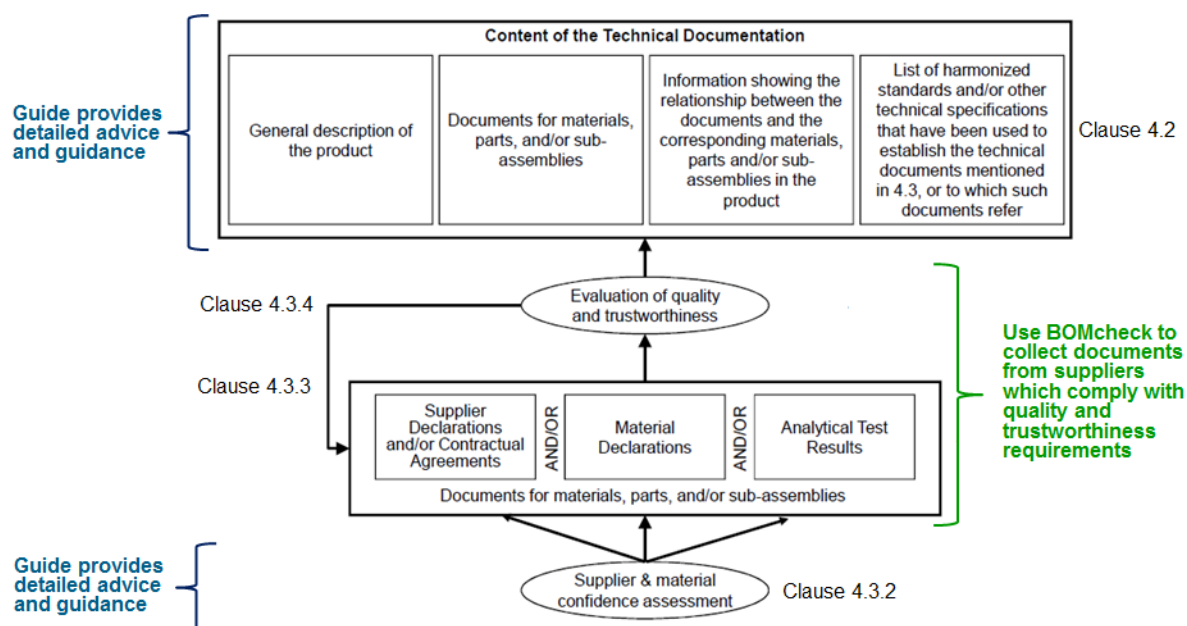 Content of the Technical Documentation
Guide provides
detailed advice
and guidance
General description of
the product
Documents for materials,
parts, and/or sub-
assemblies
Information showing the
relationship between the
documents and the
corresponding materials,
parts and/or sub-
assemblies in the
product
List of harmonized
standards and/or other
technical specifications
that have been used to
establish the technical
documents mentioned
in 4.3, or to which such
documents refer
Clause 4.2
Clause 4.3.4
Evaluation of quality
and trustworthiness
Clause 4.3.3
Supplier
Declarations
and/or Contractual
Agreements
AND/OR
Material
Declarations
AND/OR
Analytical Test
Results
Documents for materials, parts, and/or sub-assemblies
Use BOMcheck to
collect documents
from suppliers
which comply with
quality and
trustworthiness
requirements
Guide provides
detailed advice
and guidance
Supplier & material
confidence assessment
Clause 4.3.2